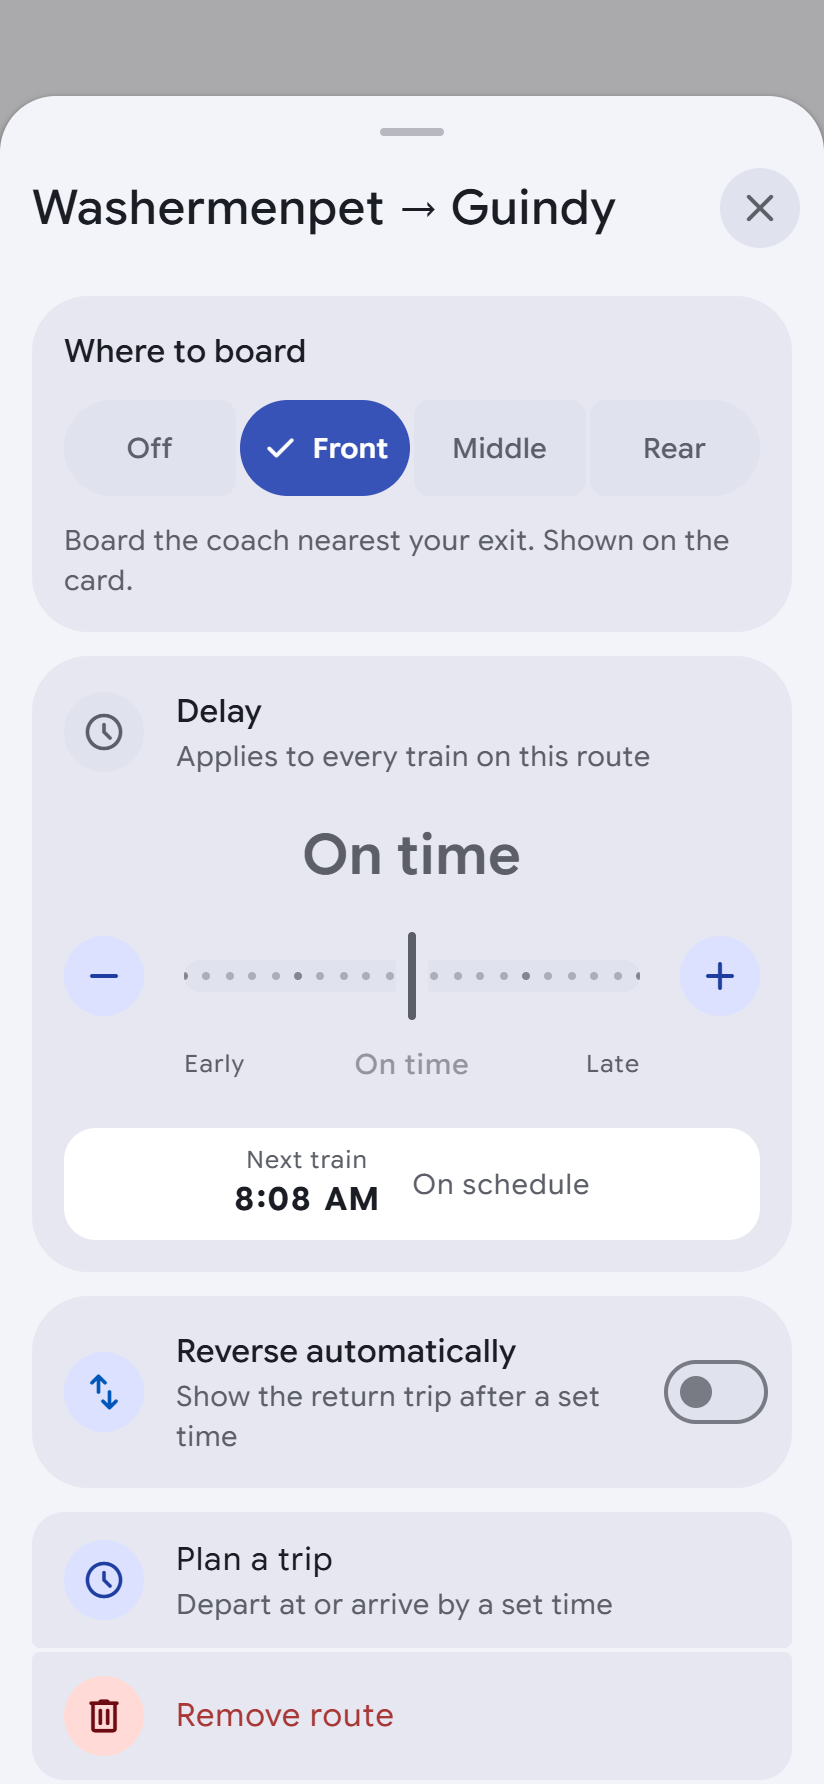 Washermenpet → Guindy
Where to board
Off
Front
Middle
Rear
Board the coach nearest your exit. Shown on the
card.
Delay
Applies to every train on this route
On time
Early
On time
Late
Next train
8:08 AM
On schedule
Reverse automatically
Show the return trip after a set
time
Plan a trip
Depart at or arrive by a set time
Remove route